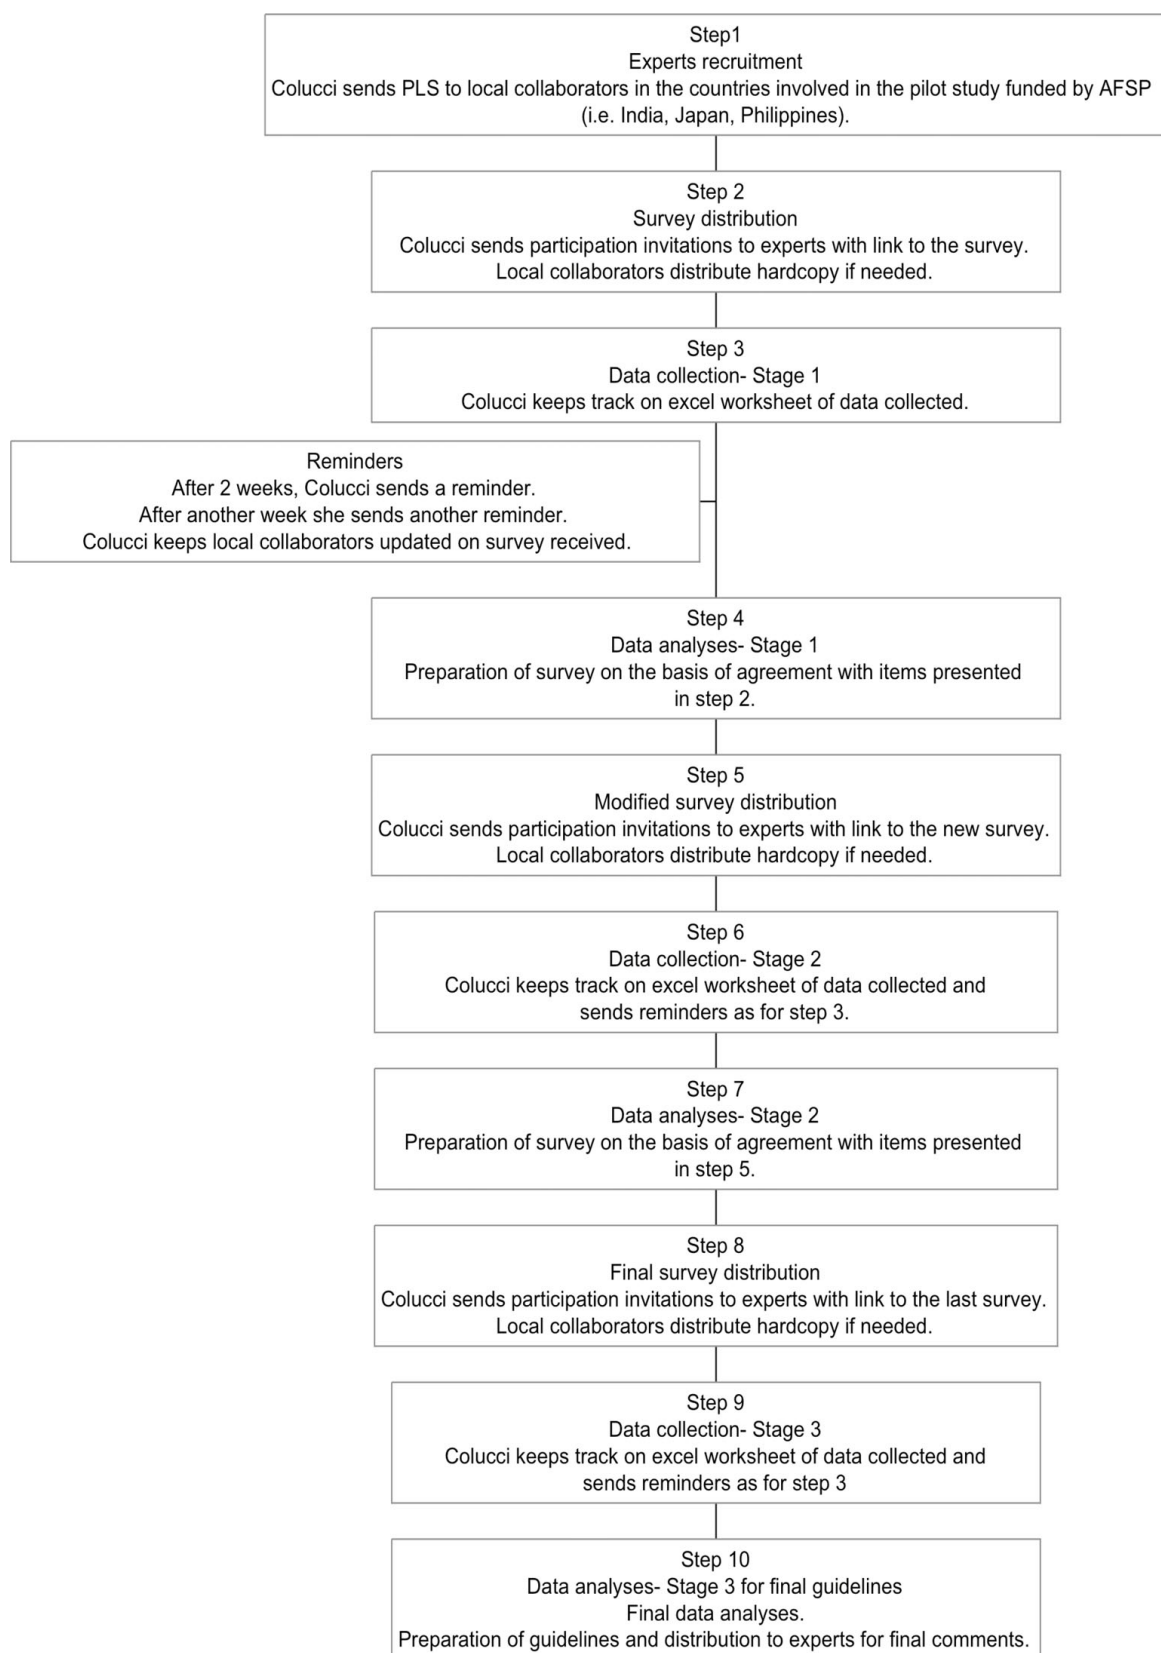 Step1
Experts recruitment
Colucci sends PLS to local collaborators in the countries involved in the pilot study funded by AFSP
(i.e. India, Japan, Philippines).
Step 2
Survey distribution
Colucci sends participation invitations to experts with link to the survey.
Local collaborators distribute hardcopy if needed.
Step 3
Data collection- Stage 1
Colucci keeps track on excel worksheet of data collected.
Reminders
After 2 weeks, Colucci sends a reminder.
After another week she sends another reminder.
Colucci keeps local collaborators updated on survey received.
Step 4
Data analyses- Stage 1
Preparation of survey on the basis of agreement with items presented
in step 2.
Step 5
Modified survey distribution
Colucci sends participation invitations to experts with link to the new survey.
Local collaborators distribute hardcopy if needed.
Step 6
Data collection- Stage 2
Colucci keeps track on excel worksheet of data collected and
sends reminders as for step 3.
Step 7
Data analyses- Stage 2
Preparation of survey on the basis of agreement with items presented
in step 5.
Step 8
Final survey distribution
Colucci sends participation invitations to experts with link to the last survey.
Local collaborators distribute hardcopy if needed.
Step 9
Data collection- Stage 3
Colucci keeps track on excel worksheet of data collected and
sends reminders as for step 3
Step 10
Data analyses- Stage 3 for final guidelines
Final data analyses.
Preparation of guidelines and distribution to experts for final comments.